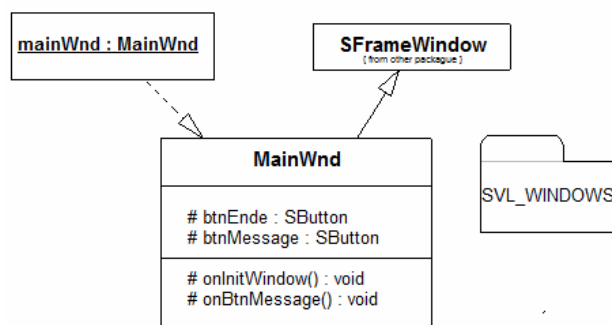 mainWnd : MainWnd
SFrameWindow
{ from other packague }
MainWnd
# btnEnde : SButton
# btnMessage : SButton
# onInitWindow() : void
# onBtnMessage() : void
SVL_WINDOWS